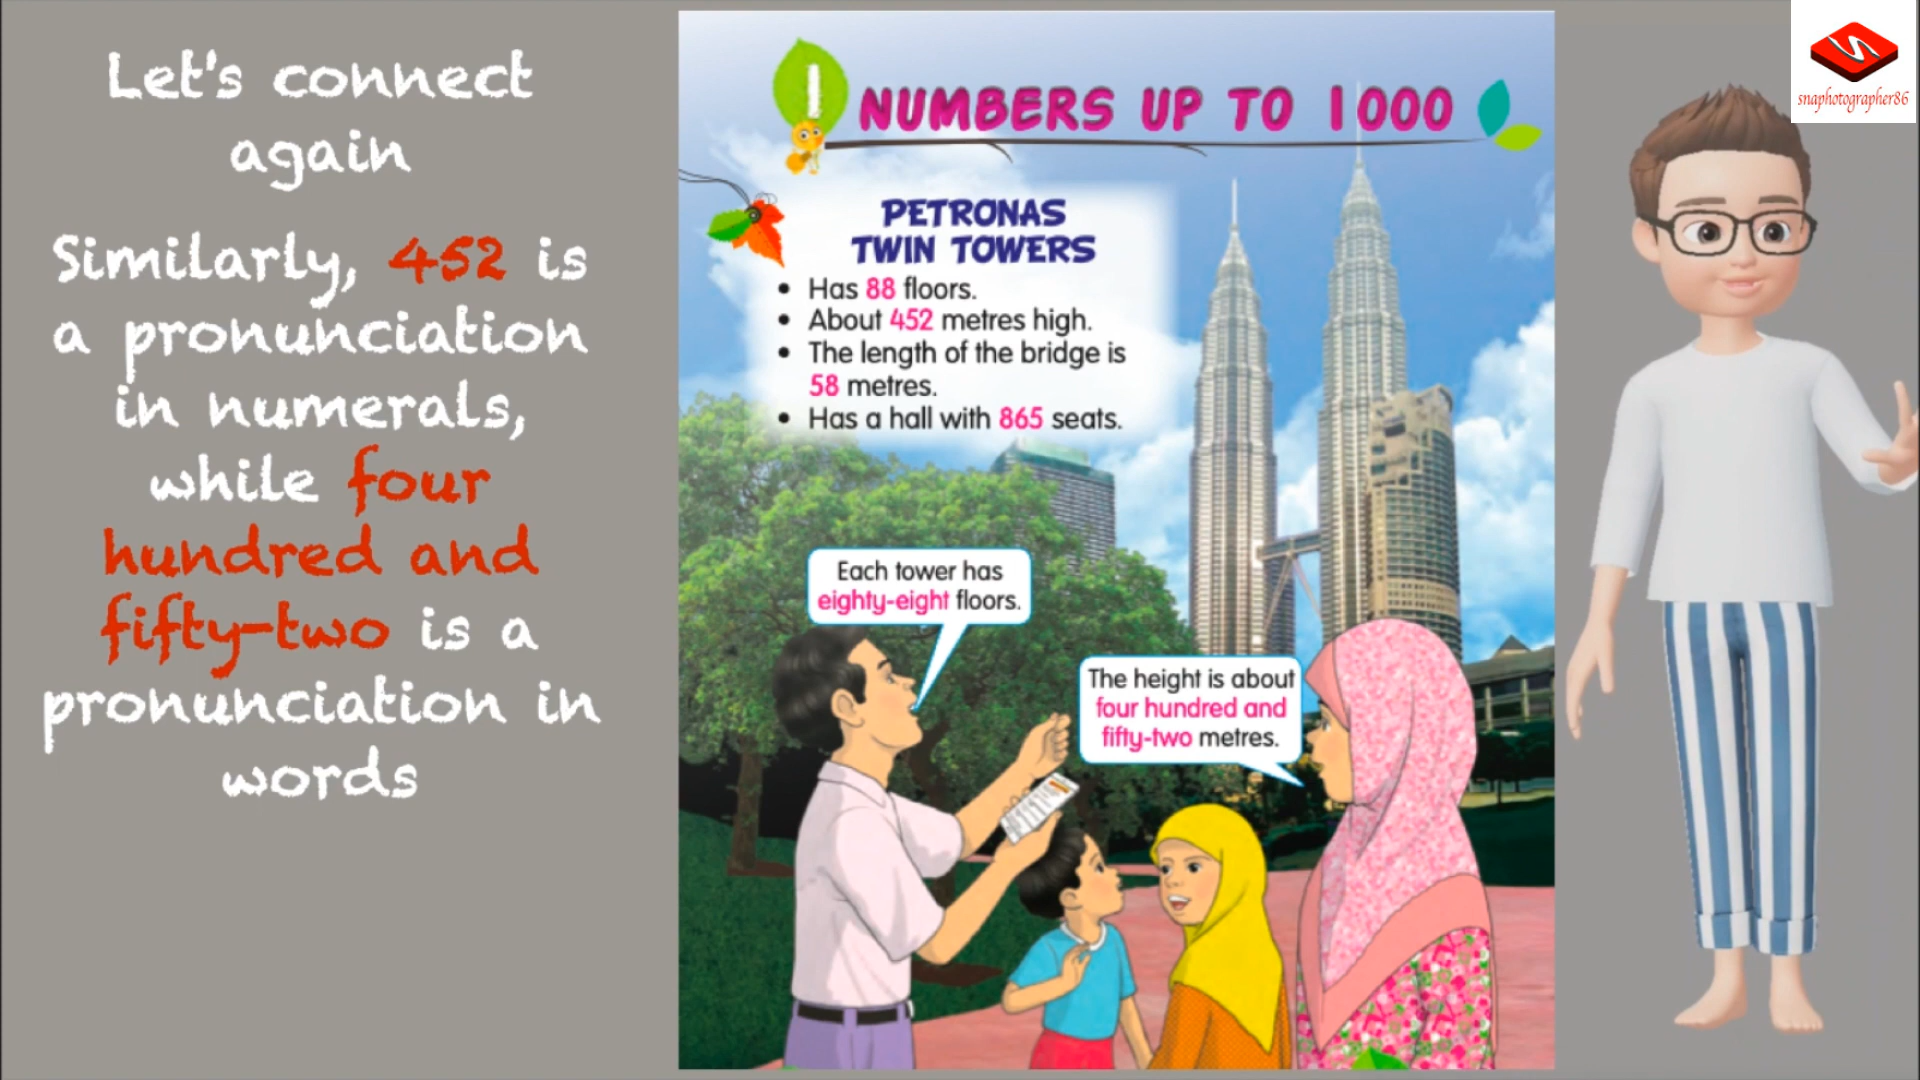 Let's connect
again
Similarly, 452 is
a pronunciation
in numerals,
while four
hundred and
fifty-two is a
pronunciation in
words
1 NUMBERS UP TO 1000
PETRONAS
TWIN TOWERS
• Has 88 floors.
• About 452 metres high.
• The length of the bridge is
58 metres.
• Has a hall with 865 seats.
Each tower has
eighty-eight floors.
The height is about
four hundred and
fifty-two metres.
snaphotographer86